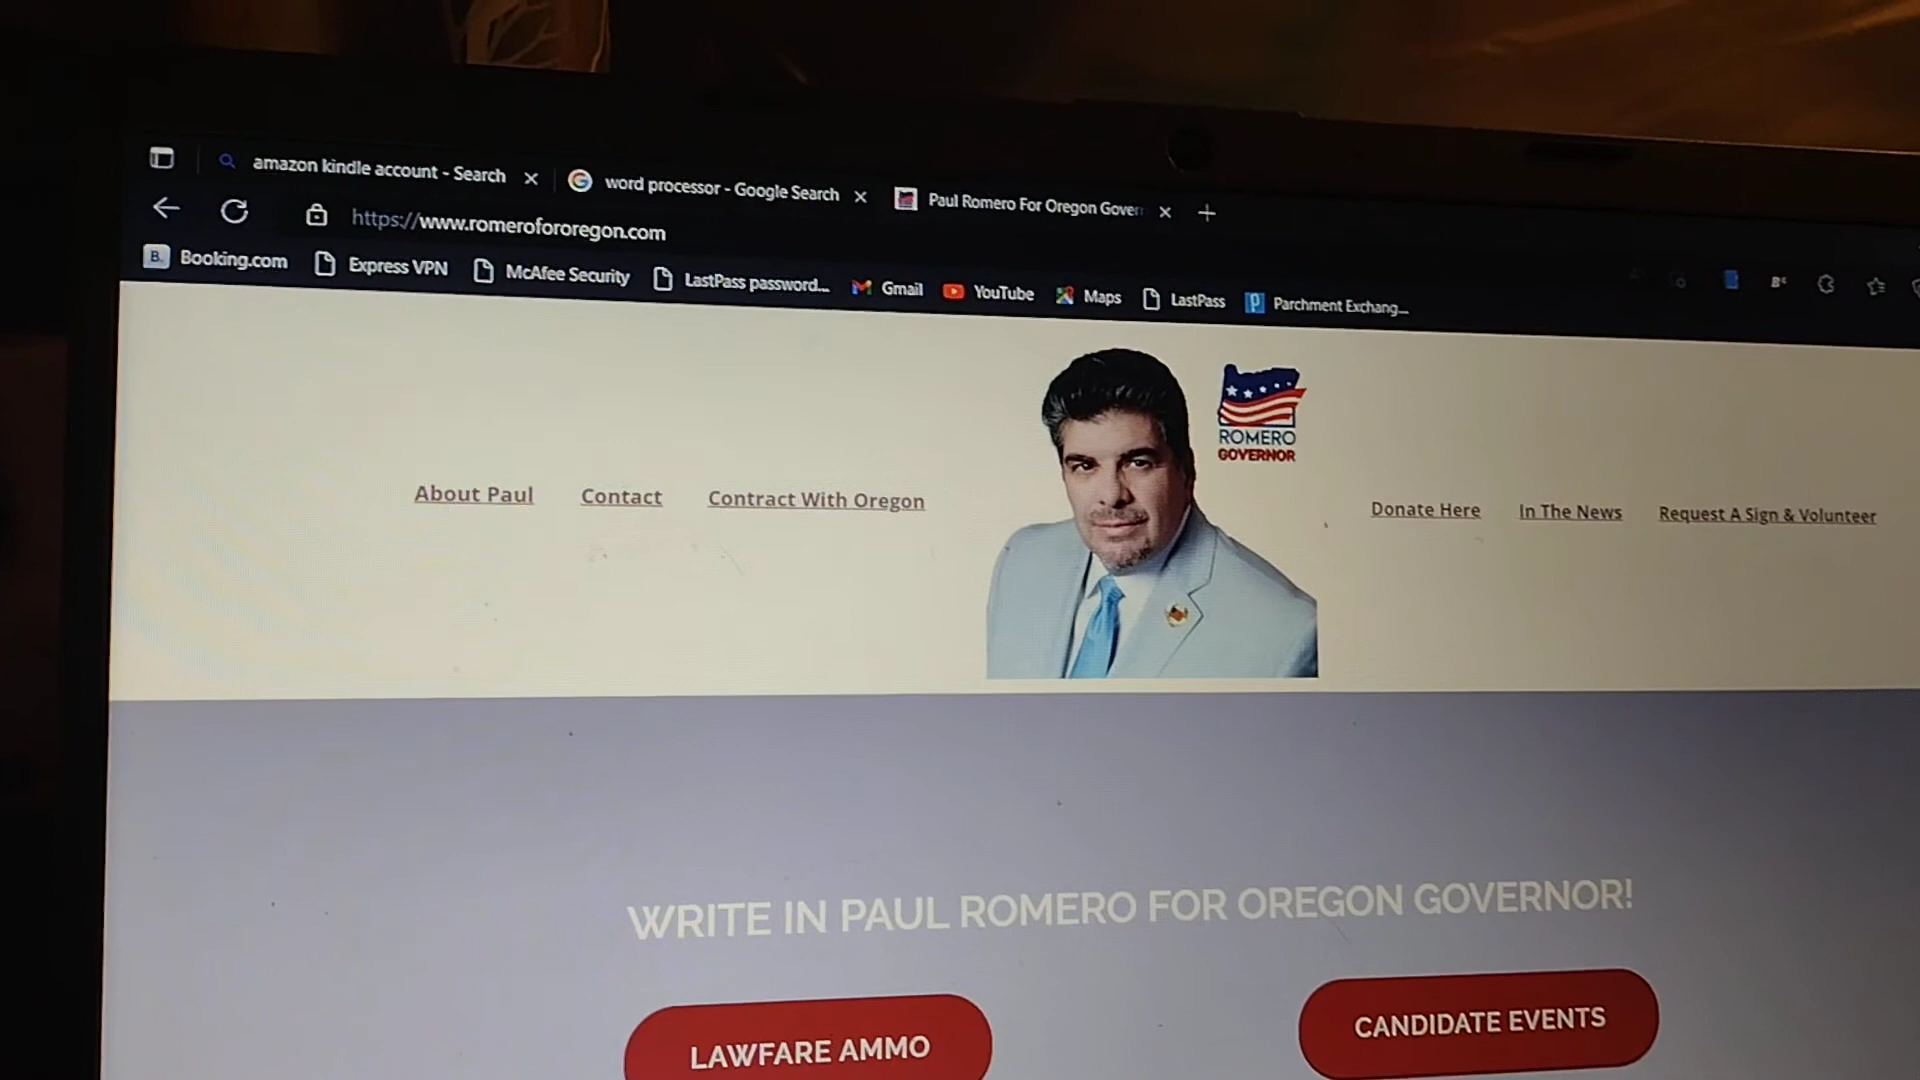 amazon kindle account - Search
word processor - Google Search
Paul Romero For Oregon Gover
https://www.romerofororegon.com
B. Booking.com
Express VPN
McAfee Security
LastPass password...
Gmail
YouTube
Maps
LastPass
Parchment Exchang...
ROMERO
GOVERNOR
About Paul
Contact
Contract With Oregon
Donate Here
In The News
Request A Sign & Volunteer
WRITE IN PAUL ROMERO FOR OREGON GOVERNOR!
LAWFARE AMMO
CANDIDATE EVENTS